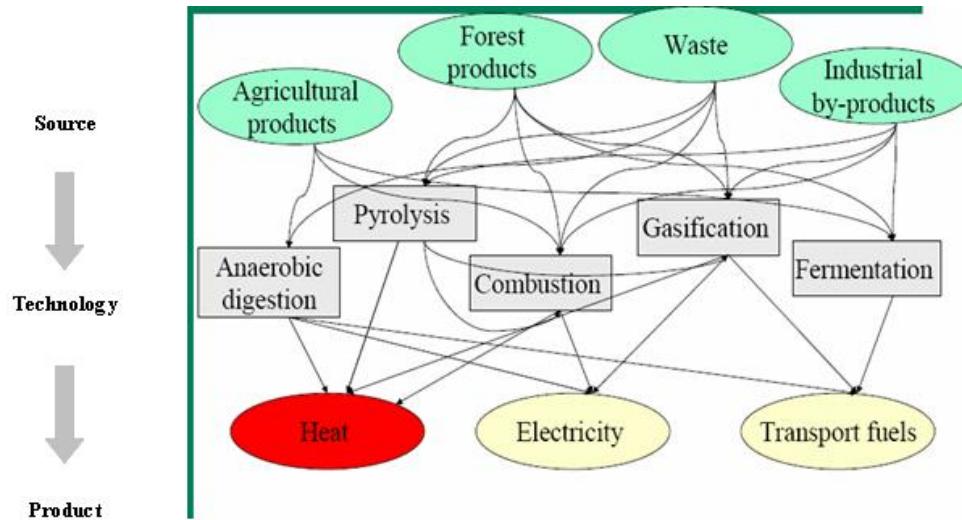 Forest
products
Waste
Agricultural
products
Industrial
by-products
Source
Pyrolysis
Gasification
Anaerobic
digestion
Combustion
Fermentation
Technology
Heat
Electricity
Transport fuels
Product